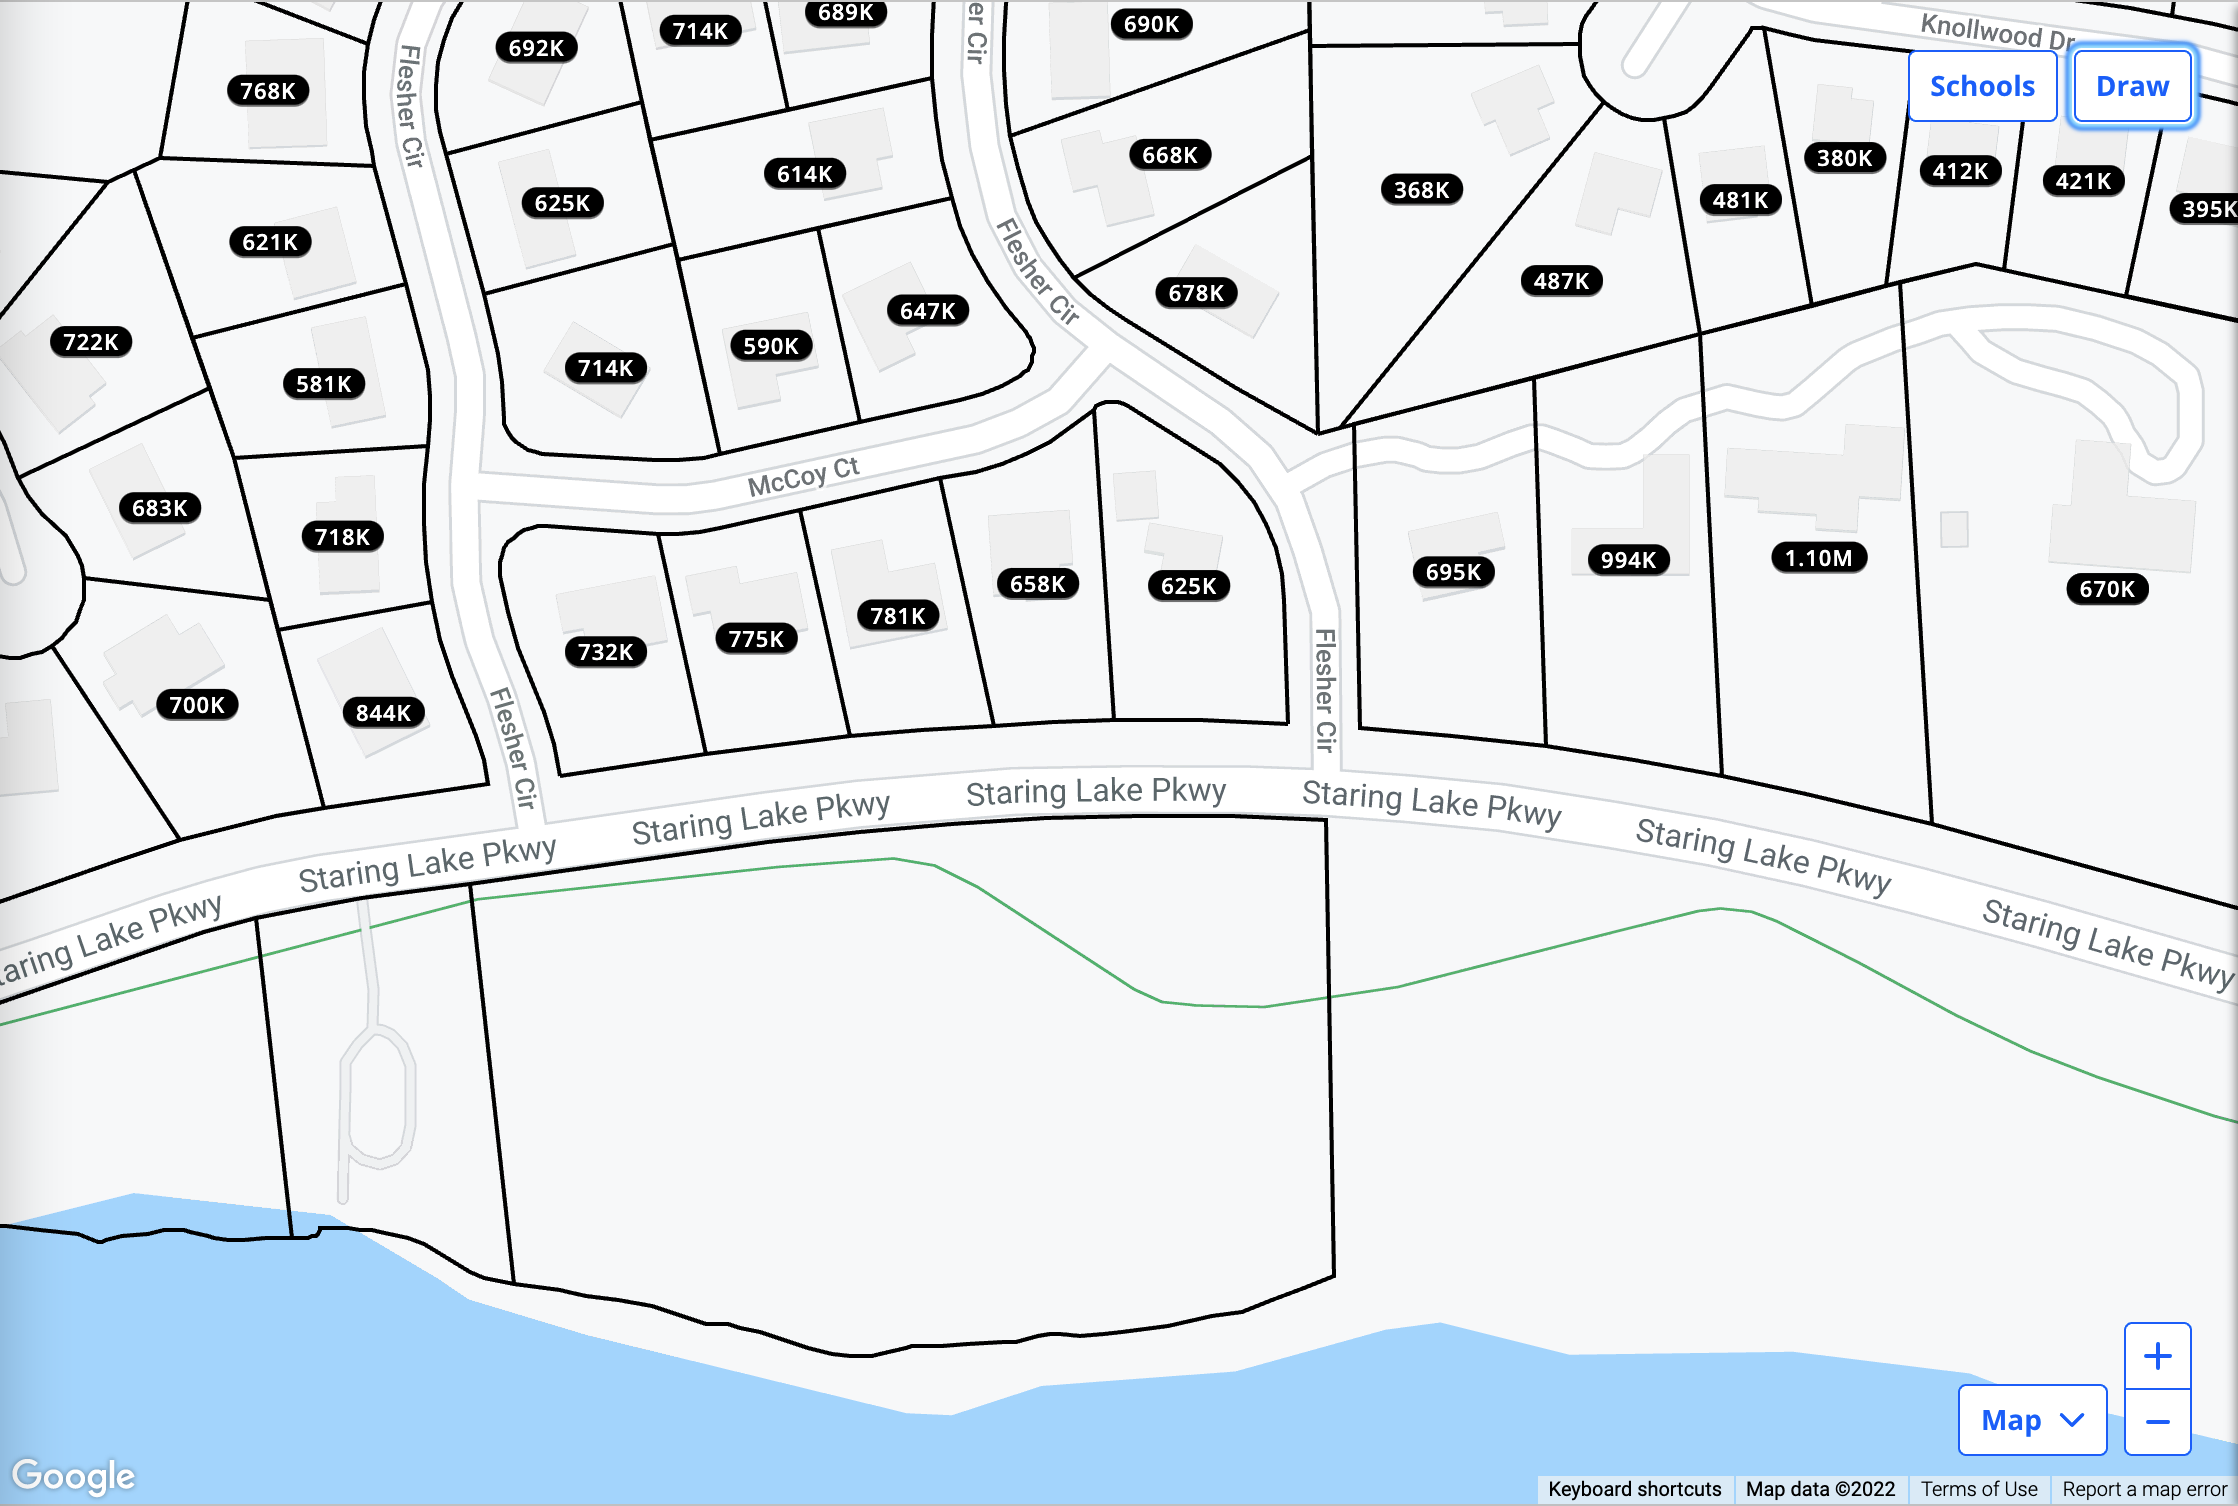 689K
690K
Knollwood Dr
692K
714K
er Cir
768K
Flesher Cir
Schools
Draw
668K
380K
614K
412K
421K
368K
481K
625K
395K
621K
Flesher Cir
487K
678K
647K
722K
590K
714K
581K
McCoy Ct
683K
718K
994K
1.10M
695K
658K
625K
670K
781K
775K
732K
Flesher Cir
700K
844K
Flesher Cir
Staring Lake Pkwy
Staring Lake Pkwy
Staring Lake Pkwy
Staring Lake Pkwy
Staring Lake Pkwy
taring Lake Pkwy
Staring Lake Pkwy
+
Map
−
Google
Keyboard shortcuts
Map data ©2022
Terms of Use
Report a map error